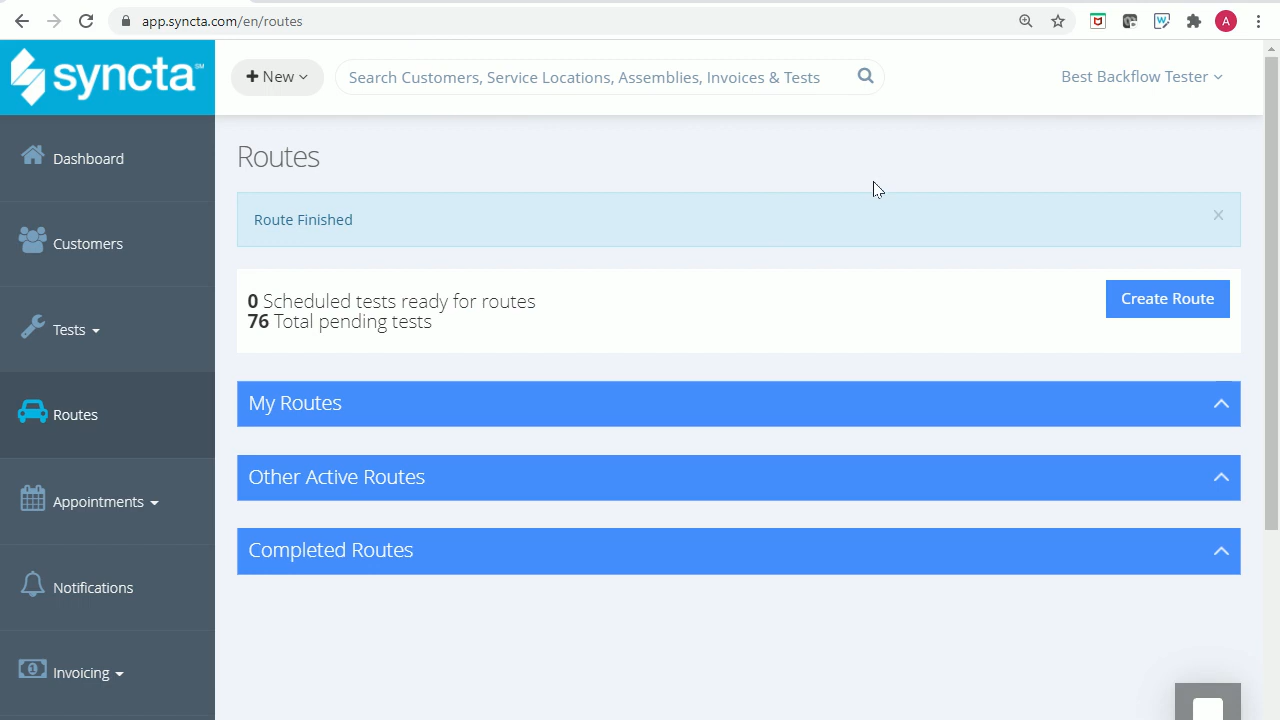 app.syncta.com/en/routes
A
syncta SM
+ New
Search Customers, Service Locations, Assemblies, Invoices & Tests
Best Backflow Tester
Dashboard
Customers
Tests
Routes
Appointments
Notifications
Invoicing
Routes
Route Finished
×
0 Scheduled tests ready for routes
76 Total pending tests
Create Route
My Routes
Other Active Routes
Completed Routes